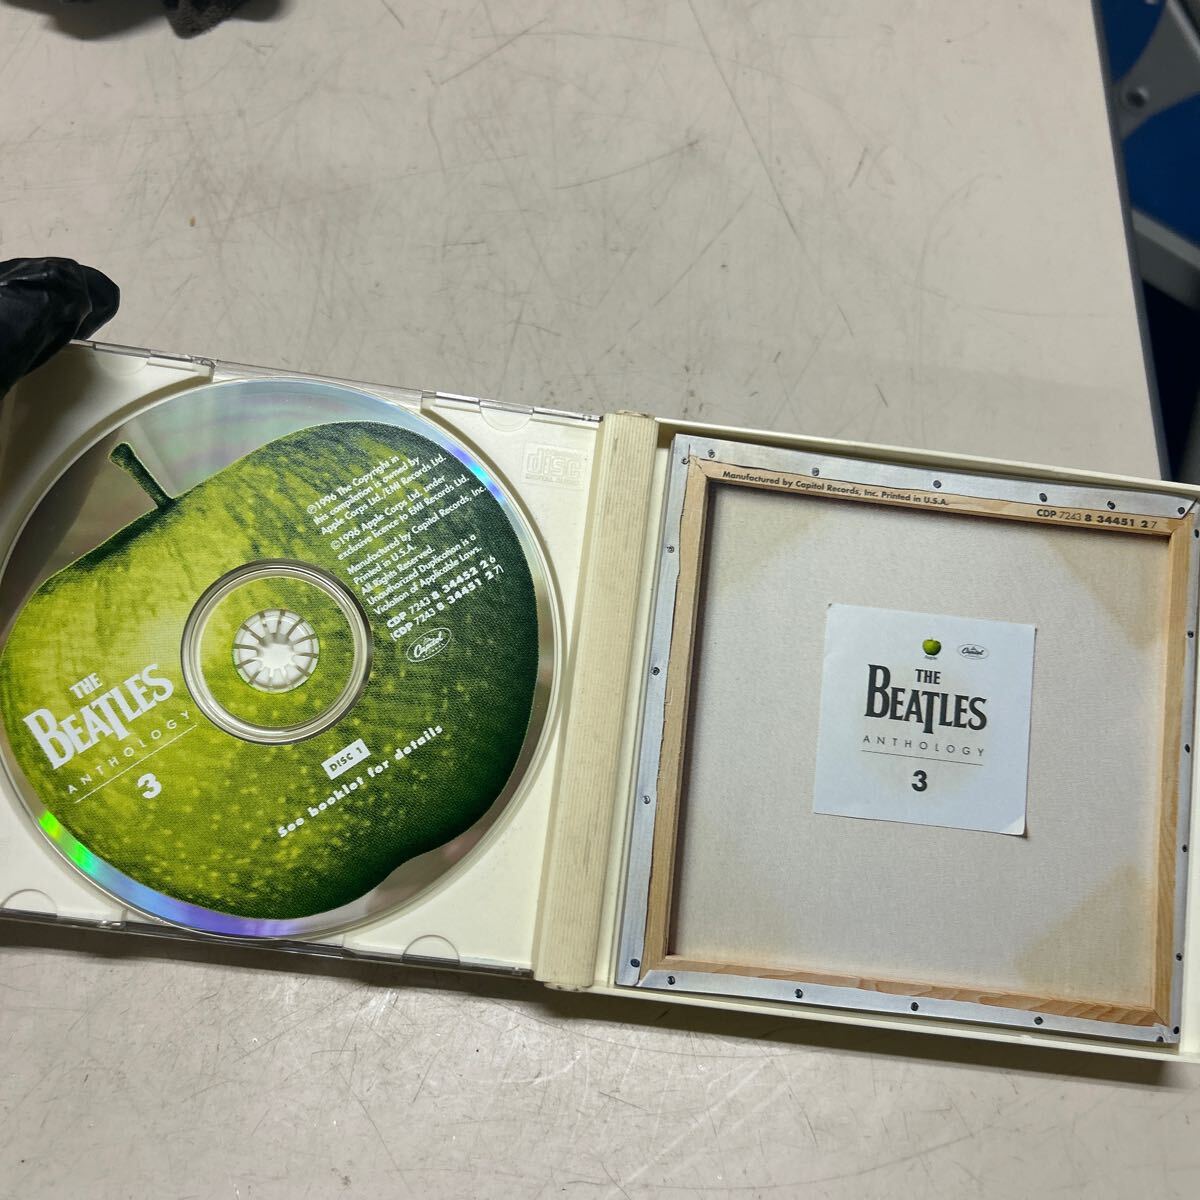 ℗1996 The Copyright in
this compilation is owned by
Apple Corps Ltd./EMI Records Ltd.
©1996 Apple Corps Ltd. under
exclusive licence to EMI Records Ltd.
Manufactured by Capitol Records, Inc.
Printed in U.S.A.
All Rights Reserved.
Unauthorized Duplication is a
Violation of Applicable Laws.
CDP 7243 8 34452 2 6
(CDP 7243 8 34451 2 7)
Capitol
THE
BEATLES
ANTHOLOGY
3
DISC 1
See booklet for details
disc
DIGITAL AUDIO
Manufactured by Capitol Records, Inc. Printed in U.S.A.
CDP 7243 8 34451 2 7
Apple
Capitol
THE
BEATLES
ANTHOLOGY
3